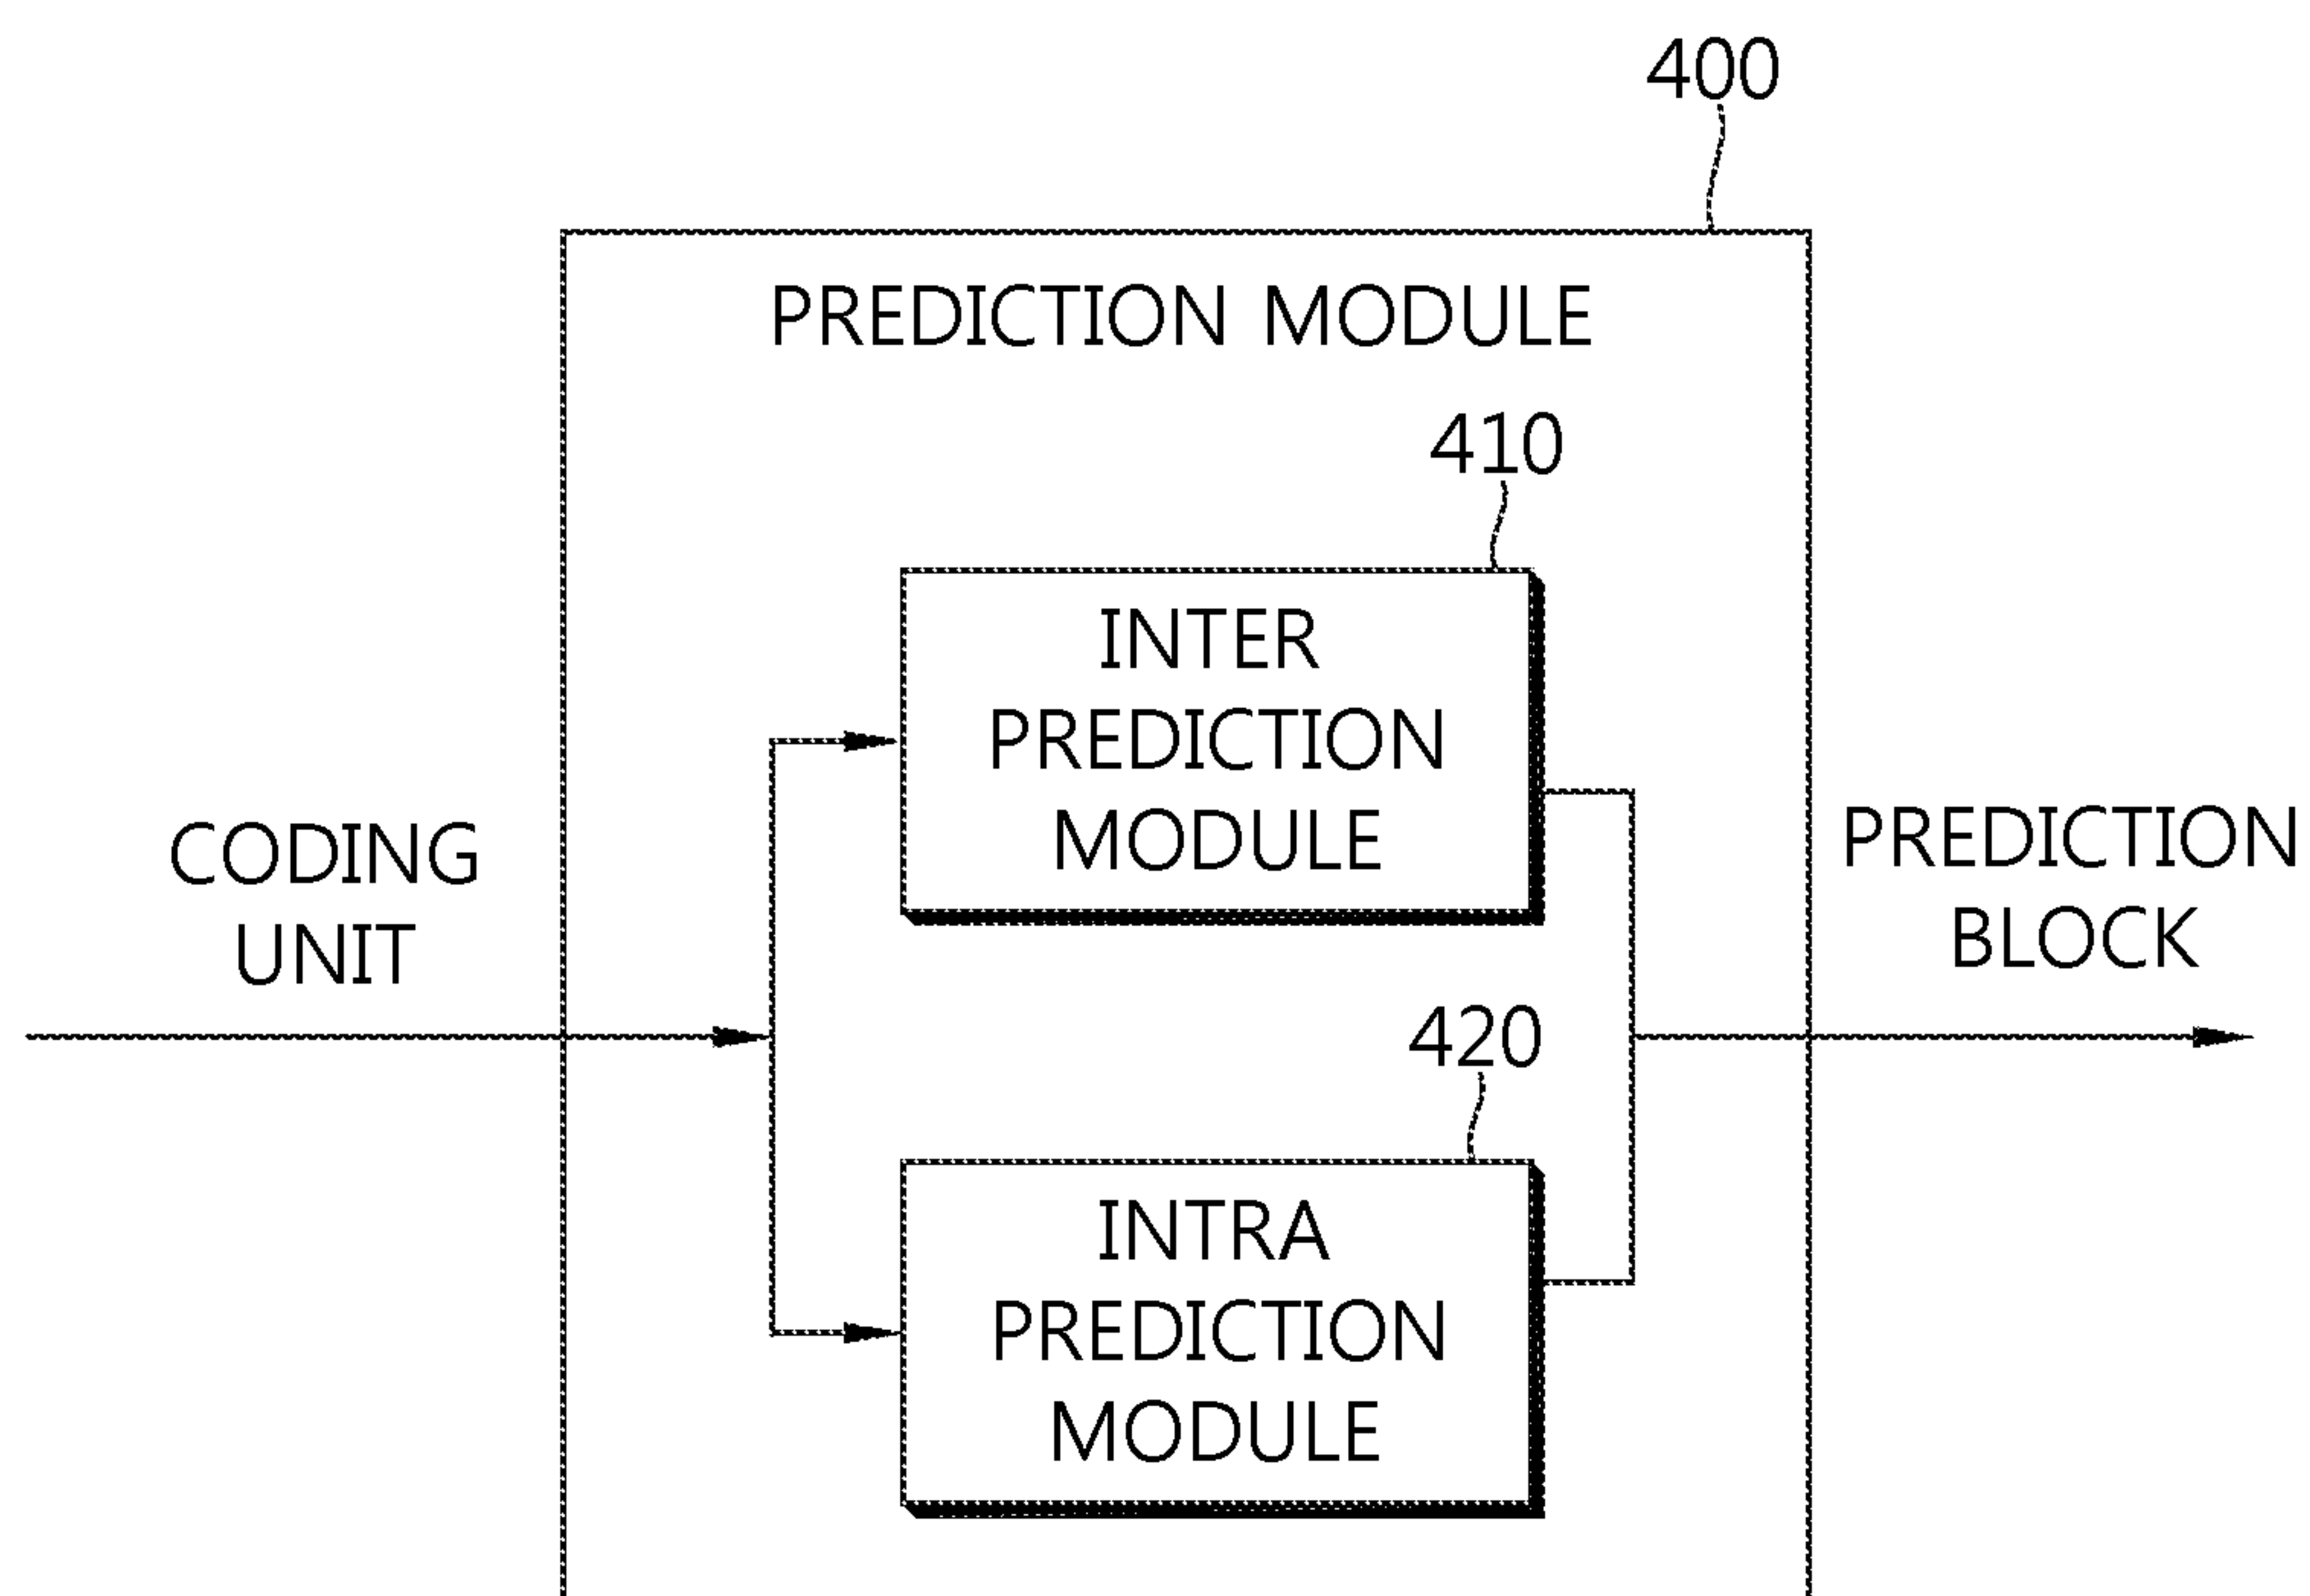 400
PREDICTION MODULE
410
INTER
PREDICTION
MODULE
CODING
UNIT
PREDICTION
BLOCK
420
INTRA
PREDICTION
MODULE